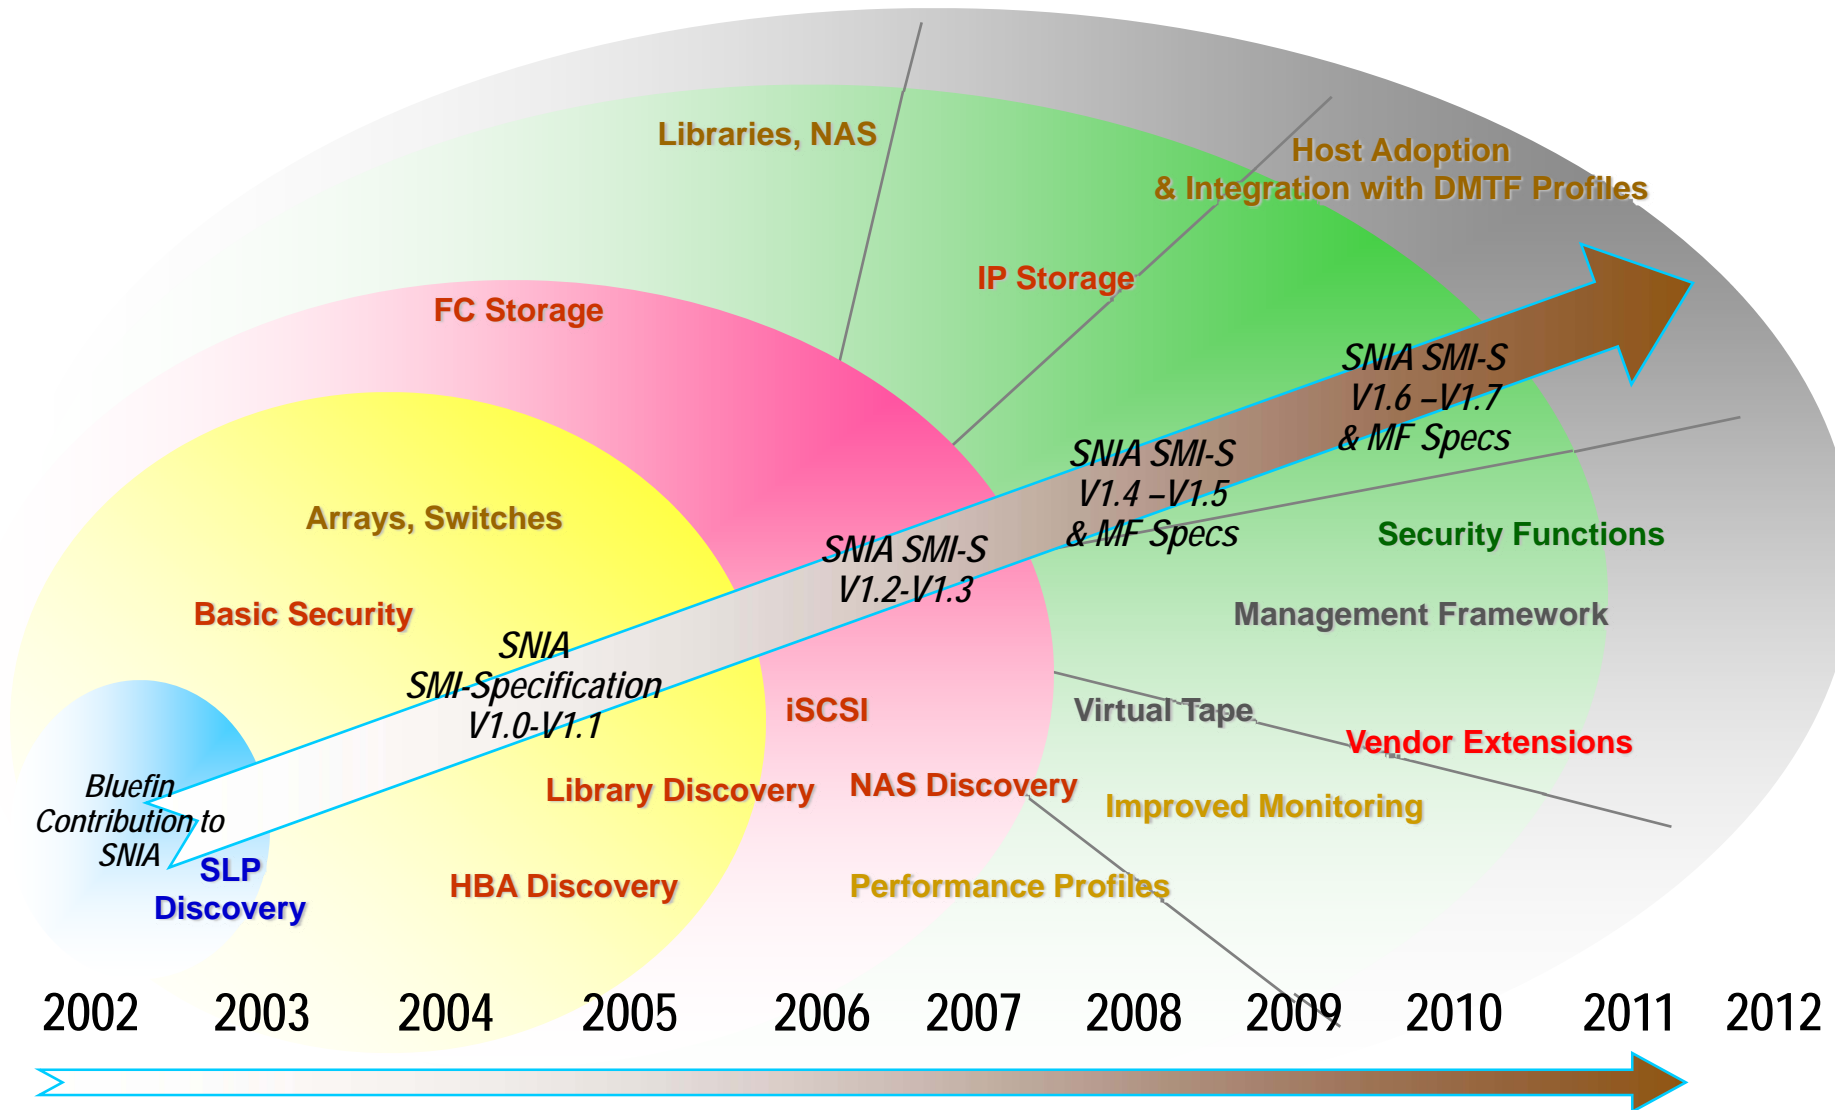 Libraries, NAS
Host Adoption
& Integration with DMTF Profiles
IP Storage
FC Storage
SNIA SMI-S
V1.6 –V1.7
& MF Specs
SNIA SMI-S
V1.4 –V1.5
& MF Specs
Arrays, Switches
Security Functions
SNIA SMI-S
V1.2-V1.3
Basic Security
Management Framework
SNIA
SMI-Specification
V1.0-V1.1
iSCSI
Virtual Tape
Vendor Extensions
Bluefin
Contribution to
SNIA
Library Discovery
NAS Discovery
Improved Monitoring
SLP
Discovery
HBA Discovery
Performance Profiles
2002 2003 2004 2005 2006 2007 2008 2009 2010 2011 2012